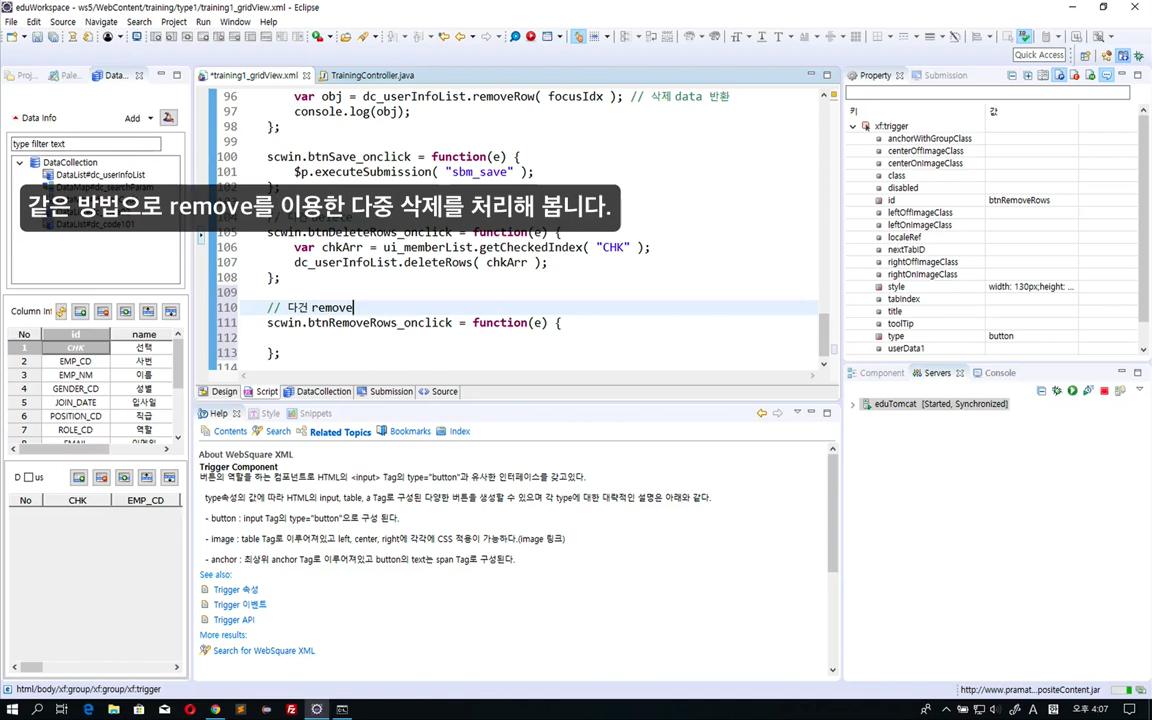 eduWorkspace - ws5/WebContent/training/type1/training1_gridView.xml - Eclipse
File Edit Source Navigate Search Project Run Window Help
Quick Access
Proj... Pale... Data...
Data Info Add
type filter text
DataCollection
DataList#dc_userInfoList
DataMap#dc_searchParam
DataList#dc_code101
Column Inf
No id name
1 CHK 선택
2 EMP_CD 사번
3 EMP_NM 이름
4 GENDER_CD 성별
5 JOIN_DATE 입사일
6 POSITION_CD 직급
7 ROLE_CD 역할
8 EMAIL 이메일
D us
No CHK EMP_CD
*training1_gridView.xml TrainingController.java
96 var obj = dc_userInfoList.removeRow( focusIdx ); // 삭제 data 반환
97 console.log(obj);
98 };
99
100 scwin.btnSave_onclick = function(e) {
101 $p.executeSubmission( "sbm_save" );
102 };
같은 방법으로 remove를 이용한 다중 삭제를 처리해 봅니다.
105 scwin.btnDeleteRows_onclick = function(e) {
106 var chkArr = ui_memberList.getCheckedIndex( "CHK" );
107 dc_userInfoList.deleteRows( chkArr );
108 };
109
110 // 다건 remove
111 scwin.btnRemoveRows_onclick = function(e) {
112
113 };
114
Design Script DataCollection Submission Source
Help Style Snippets
Contents Search Related Topics Bookmarks Index
About WebSquare XML
Trigger Component
버튼의 역할을 하는 컴포넌트로 HTML의 <input> Tag의 type="button"과 유사한 인터페이스를 갖고있다.
type속성의 값에 따라 HTML의 input, table, a Tag로 구성된 다양한 버튼을 생성할 수 있으며 각 type에 대한 대략적인 설명은 아래와 같다.
- button : input Tag의 type="button"으로 구성 된다.
- image : table Tag로 이루어져있고 left, center, right에 각각에 CSS 적용이 가능하다.(image 링크)
- anchor : 최상위 anchor Tag로 이루어져있고 button의 text는 span Tag로 구성된다.
See also:
Trigger 속성
Trigger 이벤트
Trigger API
More results:
Search for WebSquare XML
Property Submission
키 값
xf:trigger
anchorWithGroupClass
centerOffImageClass
centerOnImageClass
class
disabled
id btnRemoveRows
leftOffImageClass
leftOnImageClass
localeRef
nextTabID
rightOffImageClass
rightOnImageClass
style width: 130px;height: ...
tabIndex
title
toolTip
type button
userData1
Component Servers Console
eduTomcat [Started, Synchronized]
html/body/xf:group/xf:group/xf:trigger
http://www.pramat...positeContent.jar
오후 4:07